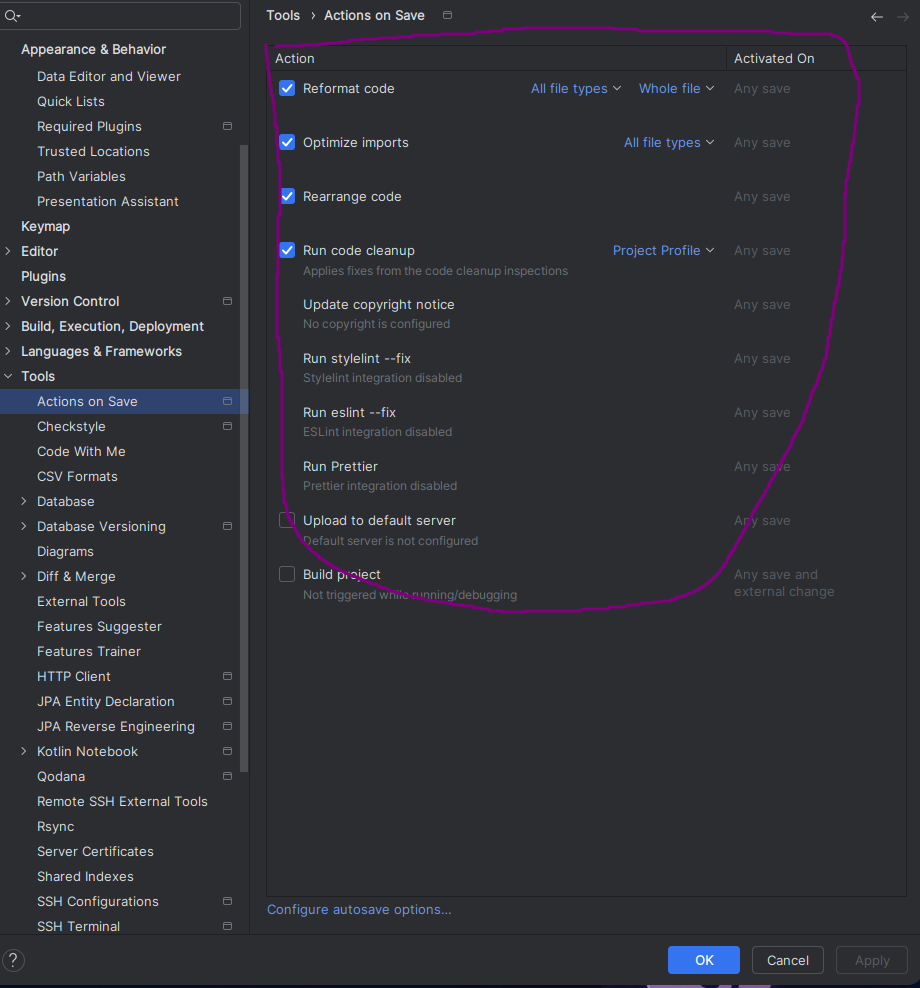 Tools › Actions on Save
Appearance & Behavior
Data Editor and Viewer
Quick Lists
Required Plugins
Trusted Locations
Path Variables
Presentation Assistant
Keymap
Editor
Plugins
Version Control
Build, Execution, Deployment
Languages & Frameworks
Tools
Actions on Save
Checkstyle
Code With Me
CSV Formats
Database
Database Versioning
Diagrams
Diff & Merge
External Tools
Features Suggester
Features Trainer
HTTP Client
JPA Entity Declaration
JPA Reverse Engineering
Kotlin Notebook
Qodana
Remote SSH External Tools
Rsync
Server Certificates
Shared Indexes
SSH Configurations
SSH Terminal
Action Activated On
Reformat code All file types Whole file Any save
Optimize imports All file types Any save
Rearrange code Any save
Run code cleanup Project Profile Any save
Applies fixes from the code cleanup inspections
Update copyright notice Any save
No copyright is configured
Run stylelint --fix Any save
Stylelint integration disabled
Run eslint --fix Any save
ESLint integration disabled
Run Prettier Any save
Prettier integration disabled
Upload to default server Any save
Default server is not configured
Build project Any save and
Not triggered while running/debugging external change
Configure autosave options...
? OK Cancel Apply